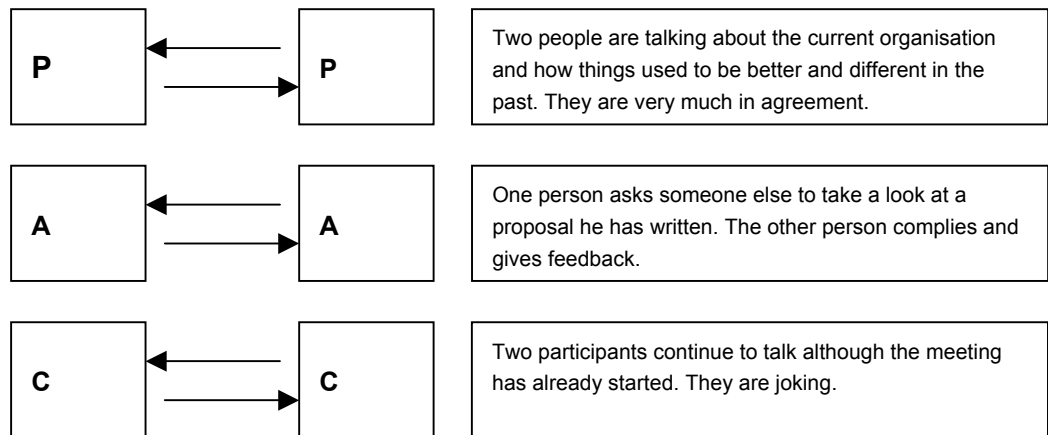 P
P
Two people are talking about the current organisation
and how things used to be better and different in the
past. They are very much in agreement.
A
A
One person asks someone else to take a look at a
proposal he has written. The other person complies and
gives feedback.
C
C
Two participants continue to talk although the meeting
has already started. They are joking.